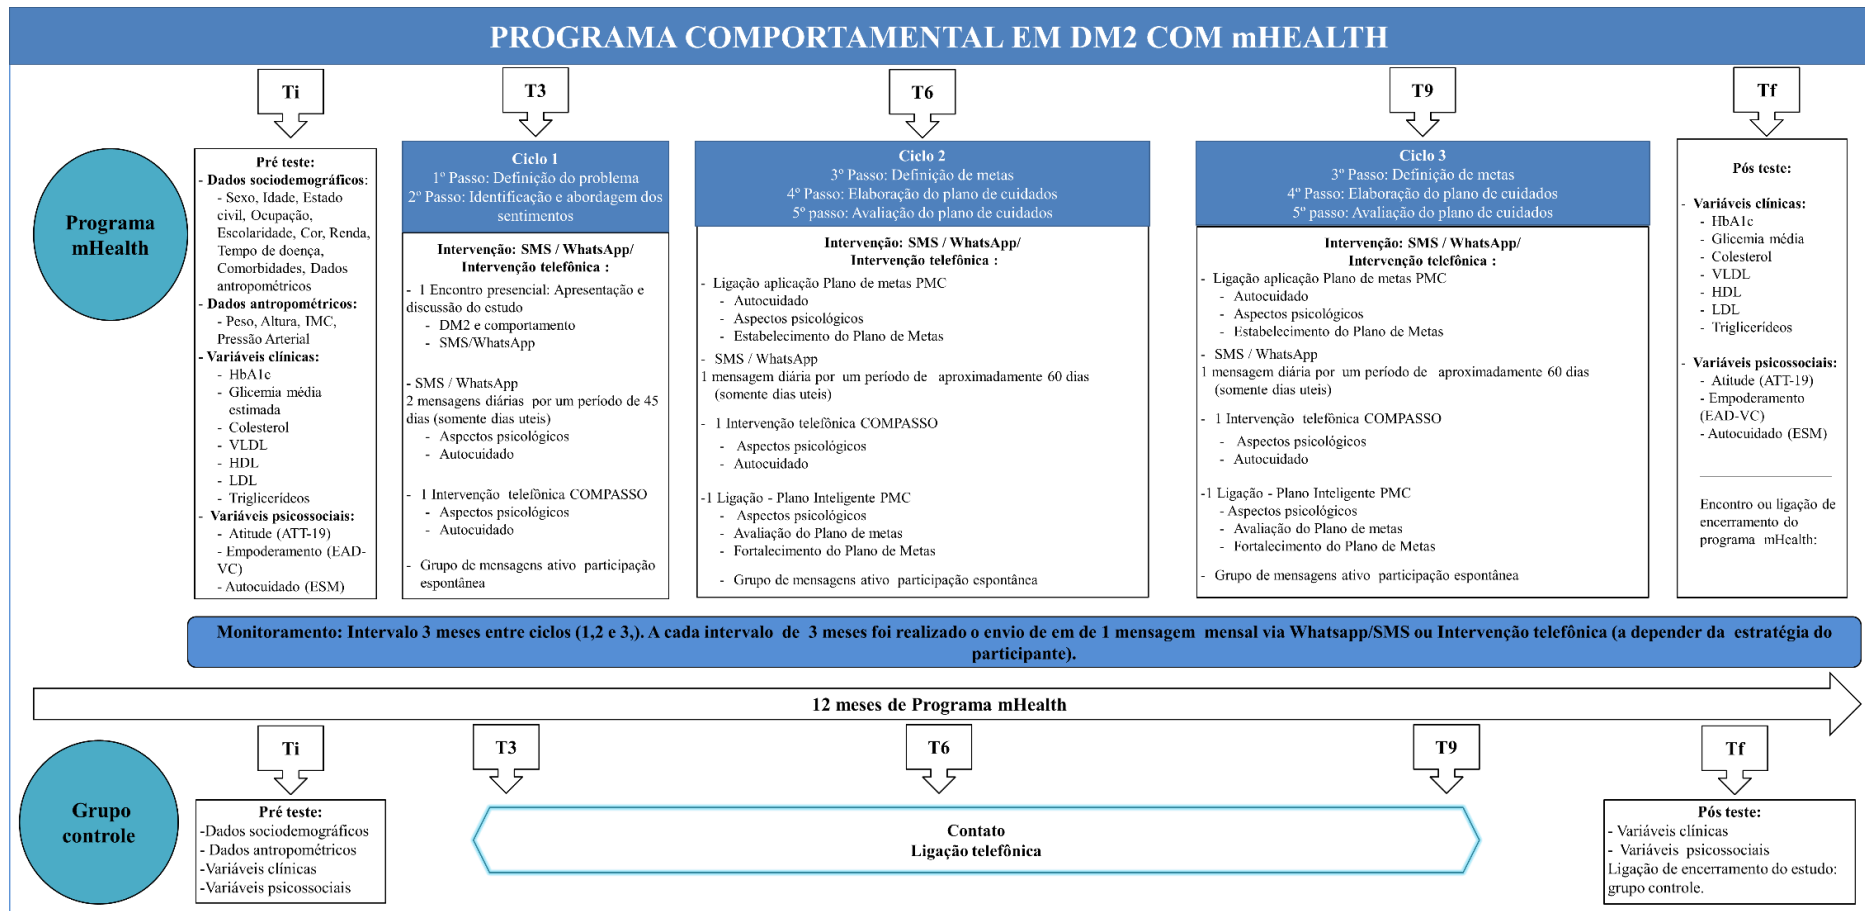 PROGRAMA COMPORTAMENTAL EM DM2 COM mHEALTH
Ti
T3
T6
T9
Tf
Programa
mHealth
Pré teste:
- Dados sociodemográficos:
- Sexo, Idade, Estado
civil, Ocupação,
Escolaridade, Cor, Renda,
Tempo de doença,
Comorbidades, Dados
antropométricos
- Dados antropométricos:
- Peso, Altura, IMC,
Pressão Arterial
- Variáveis clínicas:
- HbA1c
- Glicemia média
estimada
- Colesterol
- VLDL
- HDL
- LDL
- Triglicerídeos
- Variáveis psicossociais:
- Atitude (ATT-19)
- Empoderamento (EAD-
VC)
- Autocuidado (ESM)
Ciclo 1
1º Passo: Definição do problema
2º Passo: Identificação e abordagem dos
sentimentos
Intervenção: SMS / WhatsApp/
Intervenção telefônica :
- 1 Encontro presencial: Apresentação e
discussão do estudo
- DM2 e comportamento
- SMS/WhatsApp
- SMS / WhatsApp
2 mensagens diárias por um período de 45
dias (somente dias uteis)
- Aspectos psicológicos
- Autocuidado
- 1 Intervenção telefônica COMPASSO
- Aspectos psicológicos
- Autocuidado
- Grupo de mensagens ativo participação
espontânea
Ciclo 2
3º Passo: Definição de metas
4º Passo: Elaboração do plano de cuidados
5º passo: Avaliação do plano de cuidados
Intervenção: SMS / WhatsApp/
Intervenção telefônica :
- Ligação aplicação Plano de metas PMC
- Autocuidado
- Aspectos psicológicos
- Estabelecimento do Plano de Metas
- SMS / WhatsApp
1 mensagem diária por um período de aproximadamente 60 dias
(somente dias uteis)
- 1 Intervenção telefônica COMPASSO
- Aspectos psicológicos
- Autocuidado
-1 Ligação - Plano Inteligente PMC
- Aspectos psicológicos
- Avaliação do Plano de metas
- Fortalecimento do Plano de Metas
- Grupo de mensagens ativo participação espontânea
Ciclo 3
3º Passo: Definição de metas
4º Passo: Elaboração do plano de cuidados
5º passo: Avaliação do plano de cuidados
Intervenção: SMS / WhatsApp/
Intervenção telefônica :
- Ligação aplicação Plano de metas PMC
- Autocuidado
- Aspectos psicológicos
- Estabelecimento do Plano de Metas
- SMS / WhatsApp
1 mensagem diária por um período de aproximadamente 60 dias
(somente dias uteis)
- 1 Intervenção telefônica COMPASSO
- Aspectos psicológicos
- Autocuidado
-1 Ligação - Plano Inteligente PMC
- Aspectos psicológicos
- Avaliação do Plano de metas
- Fortalecimento do Plano de Metas
- Grupo de mensagens ativo participação espontânea
Pós teste:
- Variáveis clínicas:
- HbA1c
- Glicemia média
- Colesterol
- VLDL
- HDL
- LDL
- Triglicerídeos
- Variáveis psicossociais:
- Atitude (ATT-19)
- Empoderamento
(EAD-VC)
- Autocuidado (ESM)
Encontro ou ligação de
encerramento do
programa mHealth:
Monitoramento: Intervalo 3 meses entre ciclos (1,2 e 3,). A cada intervalo de 3 meses foi realizado o envio de em de 1 mensagem mensal via Whatsapp/SMS ou Intervenção telefônica (a depender da estratégia do
participante).
12 meses de Programa mHealth
Ti
T3
T6
T9
Tf
Grupo
controle
Pré teste:
-Dados sociodemográficos
- Dados antropométricos
-Variáveis clínicas
-Variáveis psicossociais
Contato
Ligação telefônica
Pós teste:
- Variáveis clínicas
- Variáveis psicossociais
Ligação de encerramento do estudo:
grupo controle.